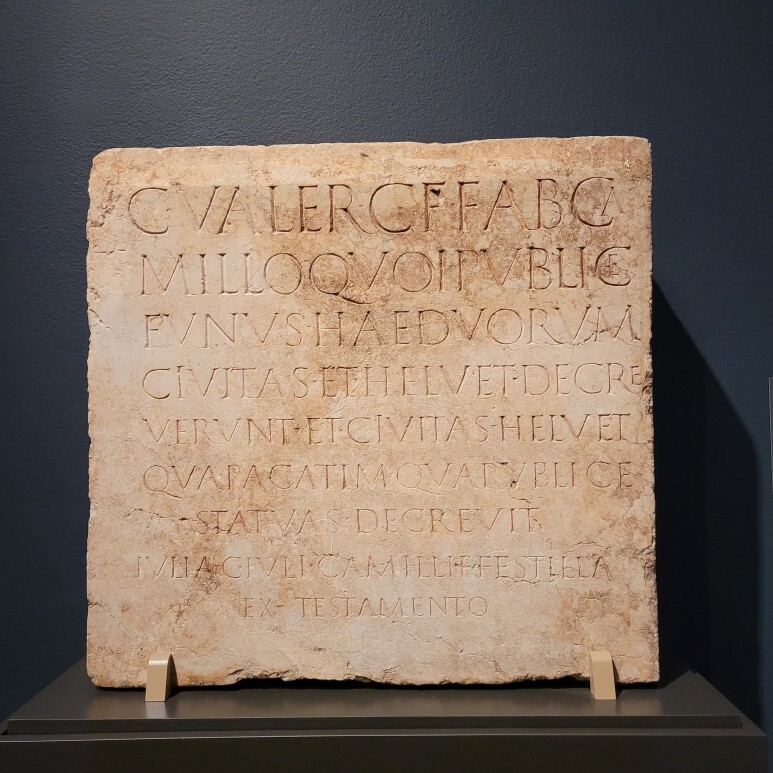 C·VALER·C·F·FAB·CA
MILLO·QVOI·PVBLICE
FVNVS·HAEDVORVM
CIVITAS·ET·HELVET·DECRE
VERVNT·ET·CIVITAS·HELVET
QVA·PAGATIM·QVA·PVBLICE
STATVAS·DECREVIT
IVLIA·C·IVLI·CAMILLI·F·FESTILLA
EX·TESTAMENTO